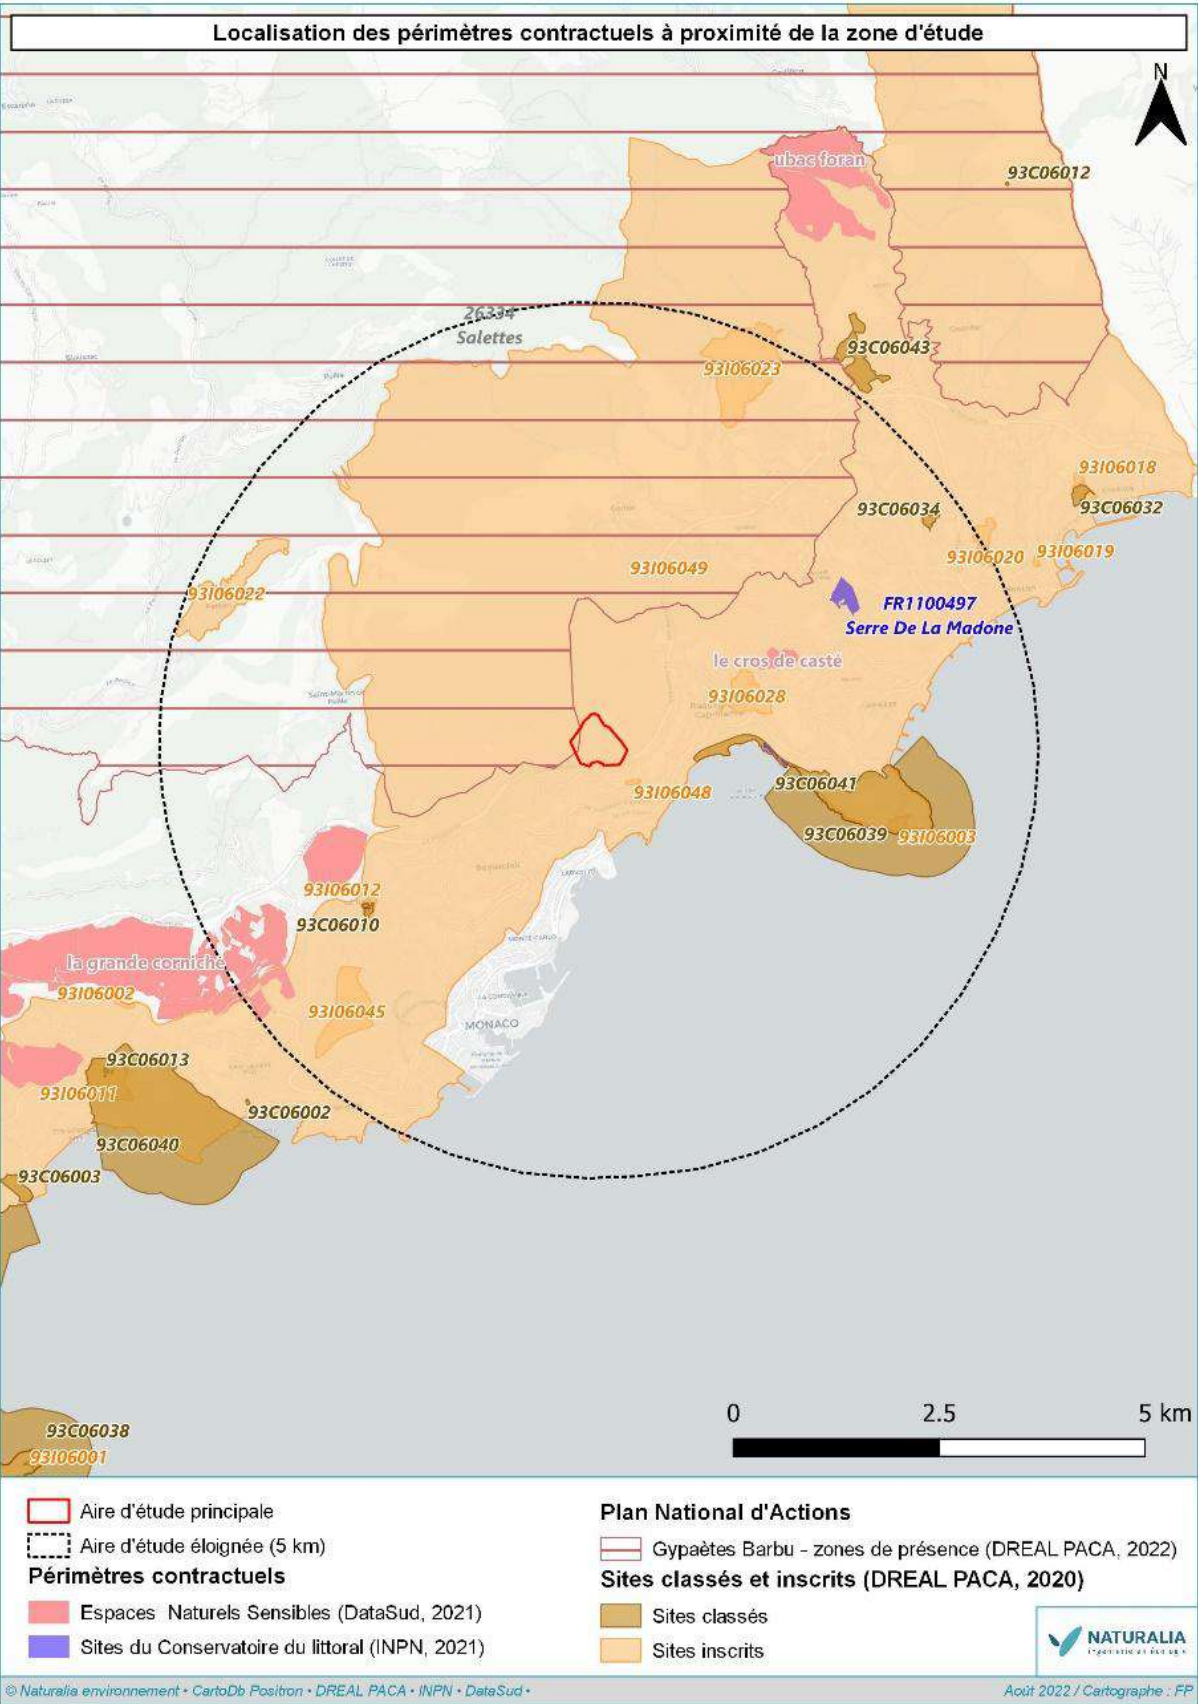 Localisation des périmètres contractuels à proximité de la zone d'étude
N
ubac foran
93C06012
26334
Salettes
93C06043
93I06023
93I06018
93C06034
93C06032
93I06049
93I06020
93I06019
93I06022
FR1100497
Serre De La Madone
le cros de casté
93I06028
93I06048
93C06041
93C06039
93I06003
93I06012
93C06010
la grande corniche
93I06002
93I06045
MONTE-CARLO
LA CONDAMINE
MONACO
93C06013
93I06011
93C06002
93C06040
93C06003
93C06038
93I06001
0 2.5 5 km
Aire d'étude principale
Aire d'étude éloignée (5 km)
Périmètres contractuels
Espaces Naturels Sensibles (DataSud, 2021)
Sites du Conservatoire du littoral (INPN, 2021)
Plan National d'Actions
Gypaètes Barbu - zones de présence (DREAL PACA, 2022)
Sites classés et inscrits (DREAL PACA, 2020)
Sites classés
Sites inscrits
NATURALIA
© Naturalia environnement • CartoDb Positron • DREAL PACA • INPN • DataSud •
Août 2022 / Cartographe : FP